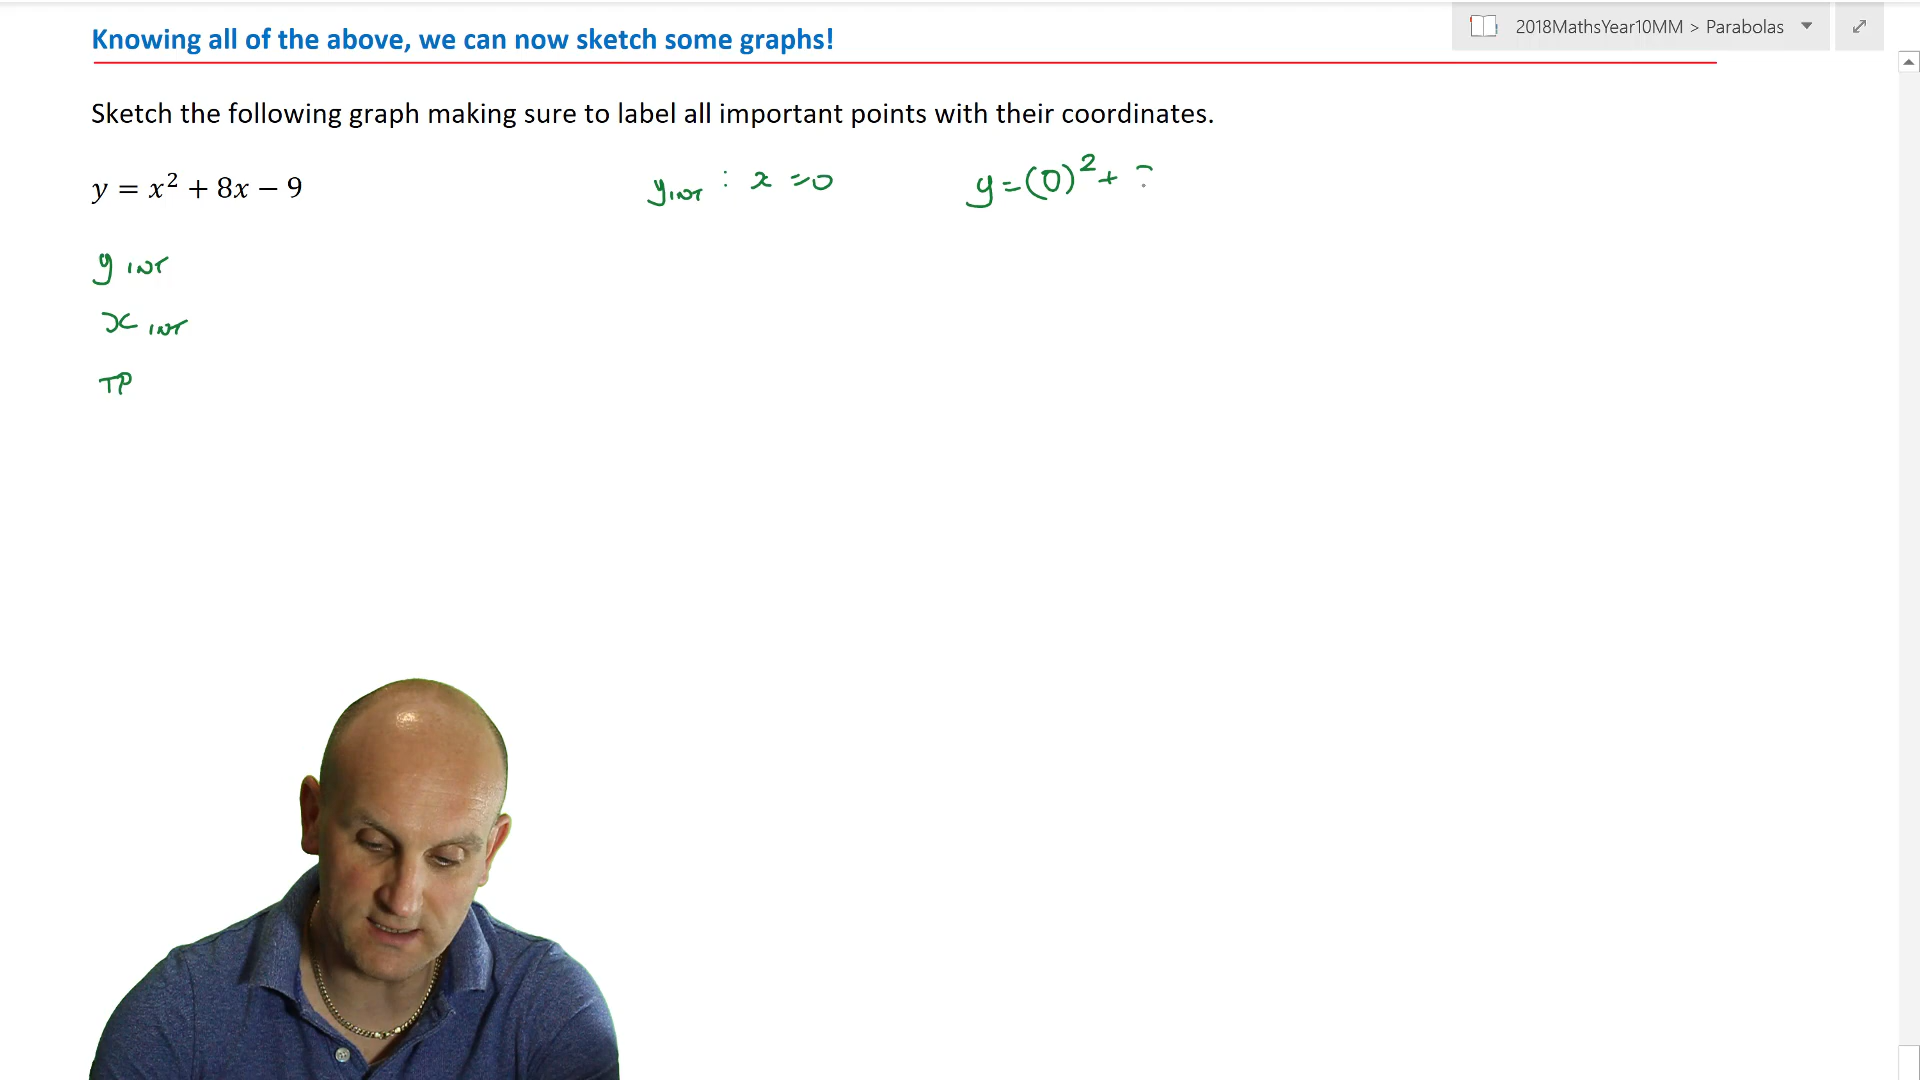 Knowing all of the above, we can now sketch some graphs!
2018MathsYear10MM > Parabolas
Sketch the following graph making sure to label all important points with their coordinates.
y = x² + 8x − 9
y INT : x = 0
y = (0)² +
y INT
x INT
TP